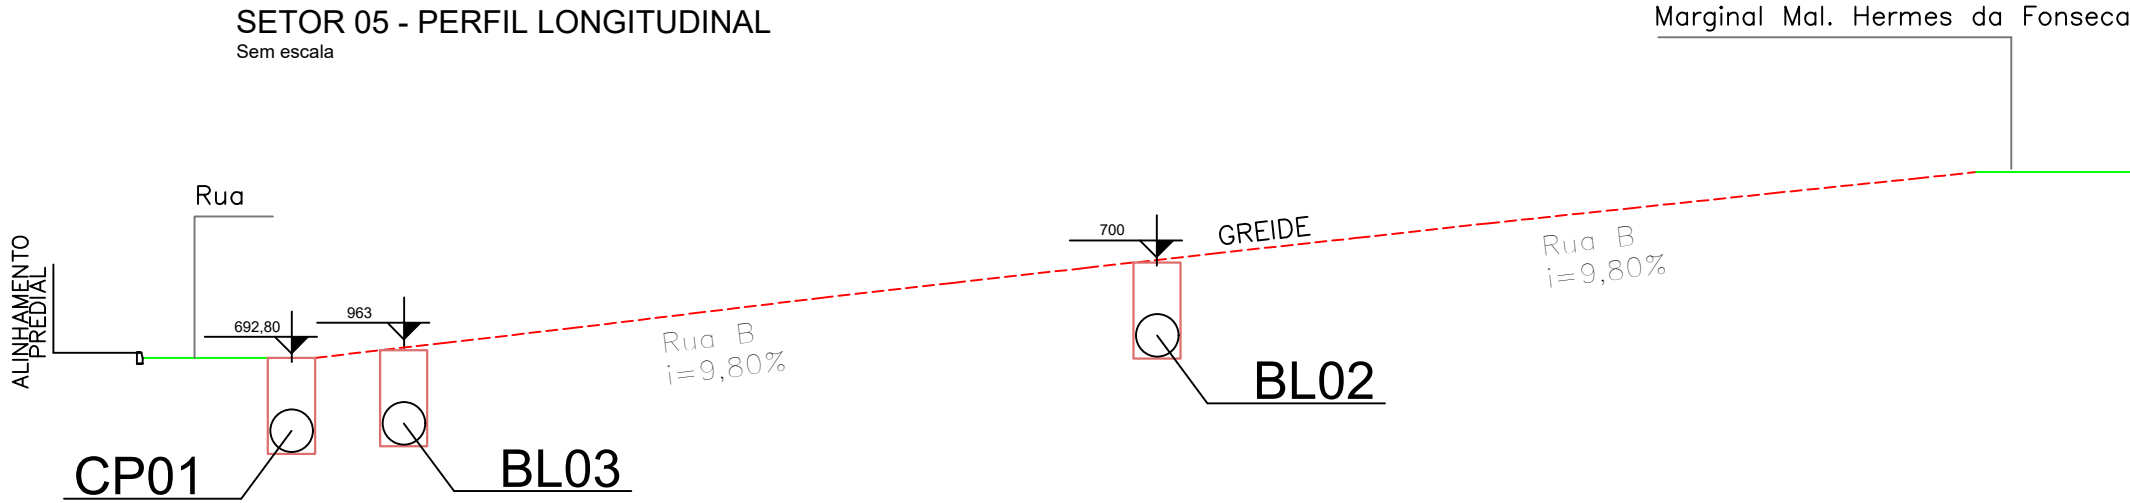 SETOR 05 - PERFIL LONGITUDINAL
Sem escala
Marginal Mal. Hermes da Fonseca
Rua
ALINHAMENTO
PREDIAL
692,80
963
700
GREIDE
Rua B
i=9,80%
Rua B
i=9,80%
CP01
BL03
BL02